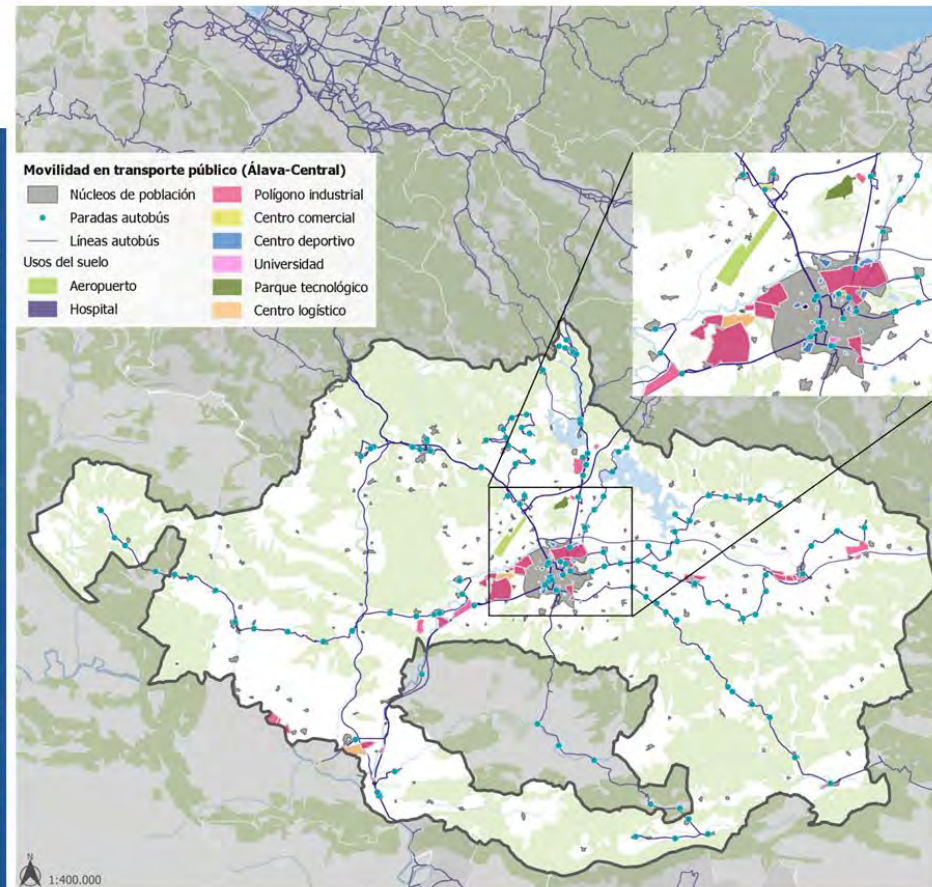 Movilidad en transporte público (Álava-Central)
Núcleos de población
Paradas autobús
Líneas autobús
Usos del suelo
Aeropuerto
Hospital
Polígono industrial
Centro comercial
Centro deportivo
Universidad
Parque tecnológico
Centro logístico
N
1:400.000